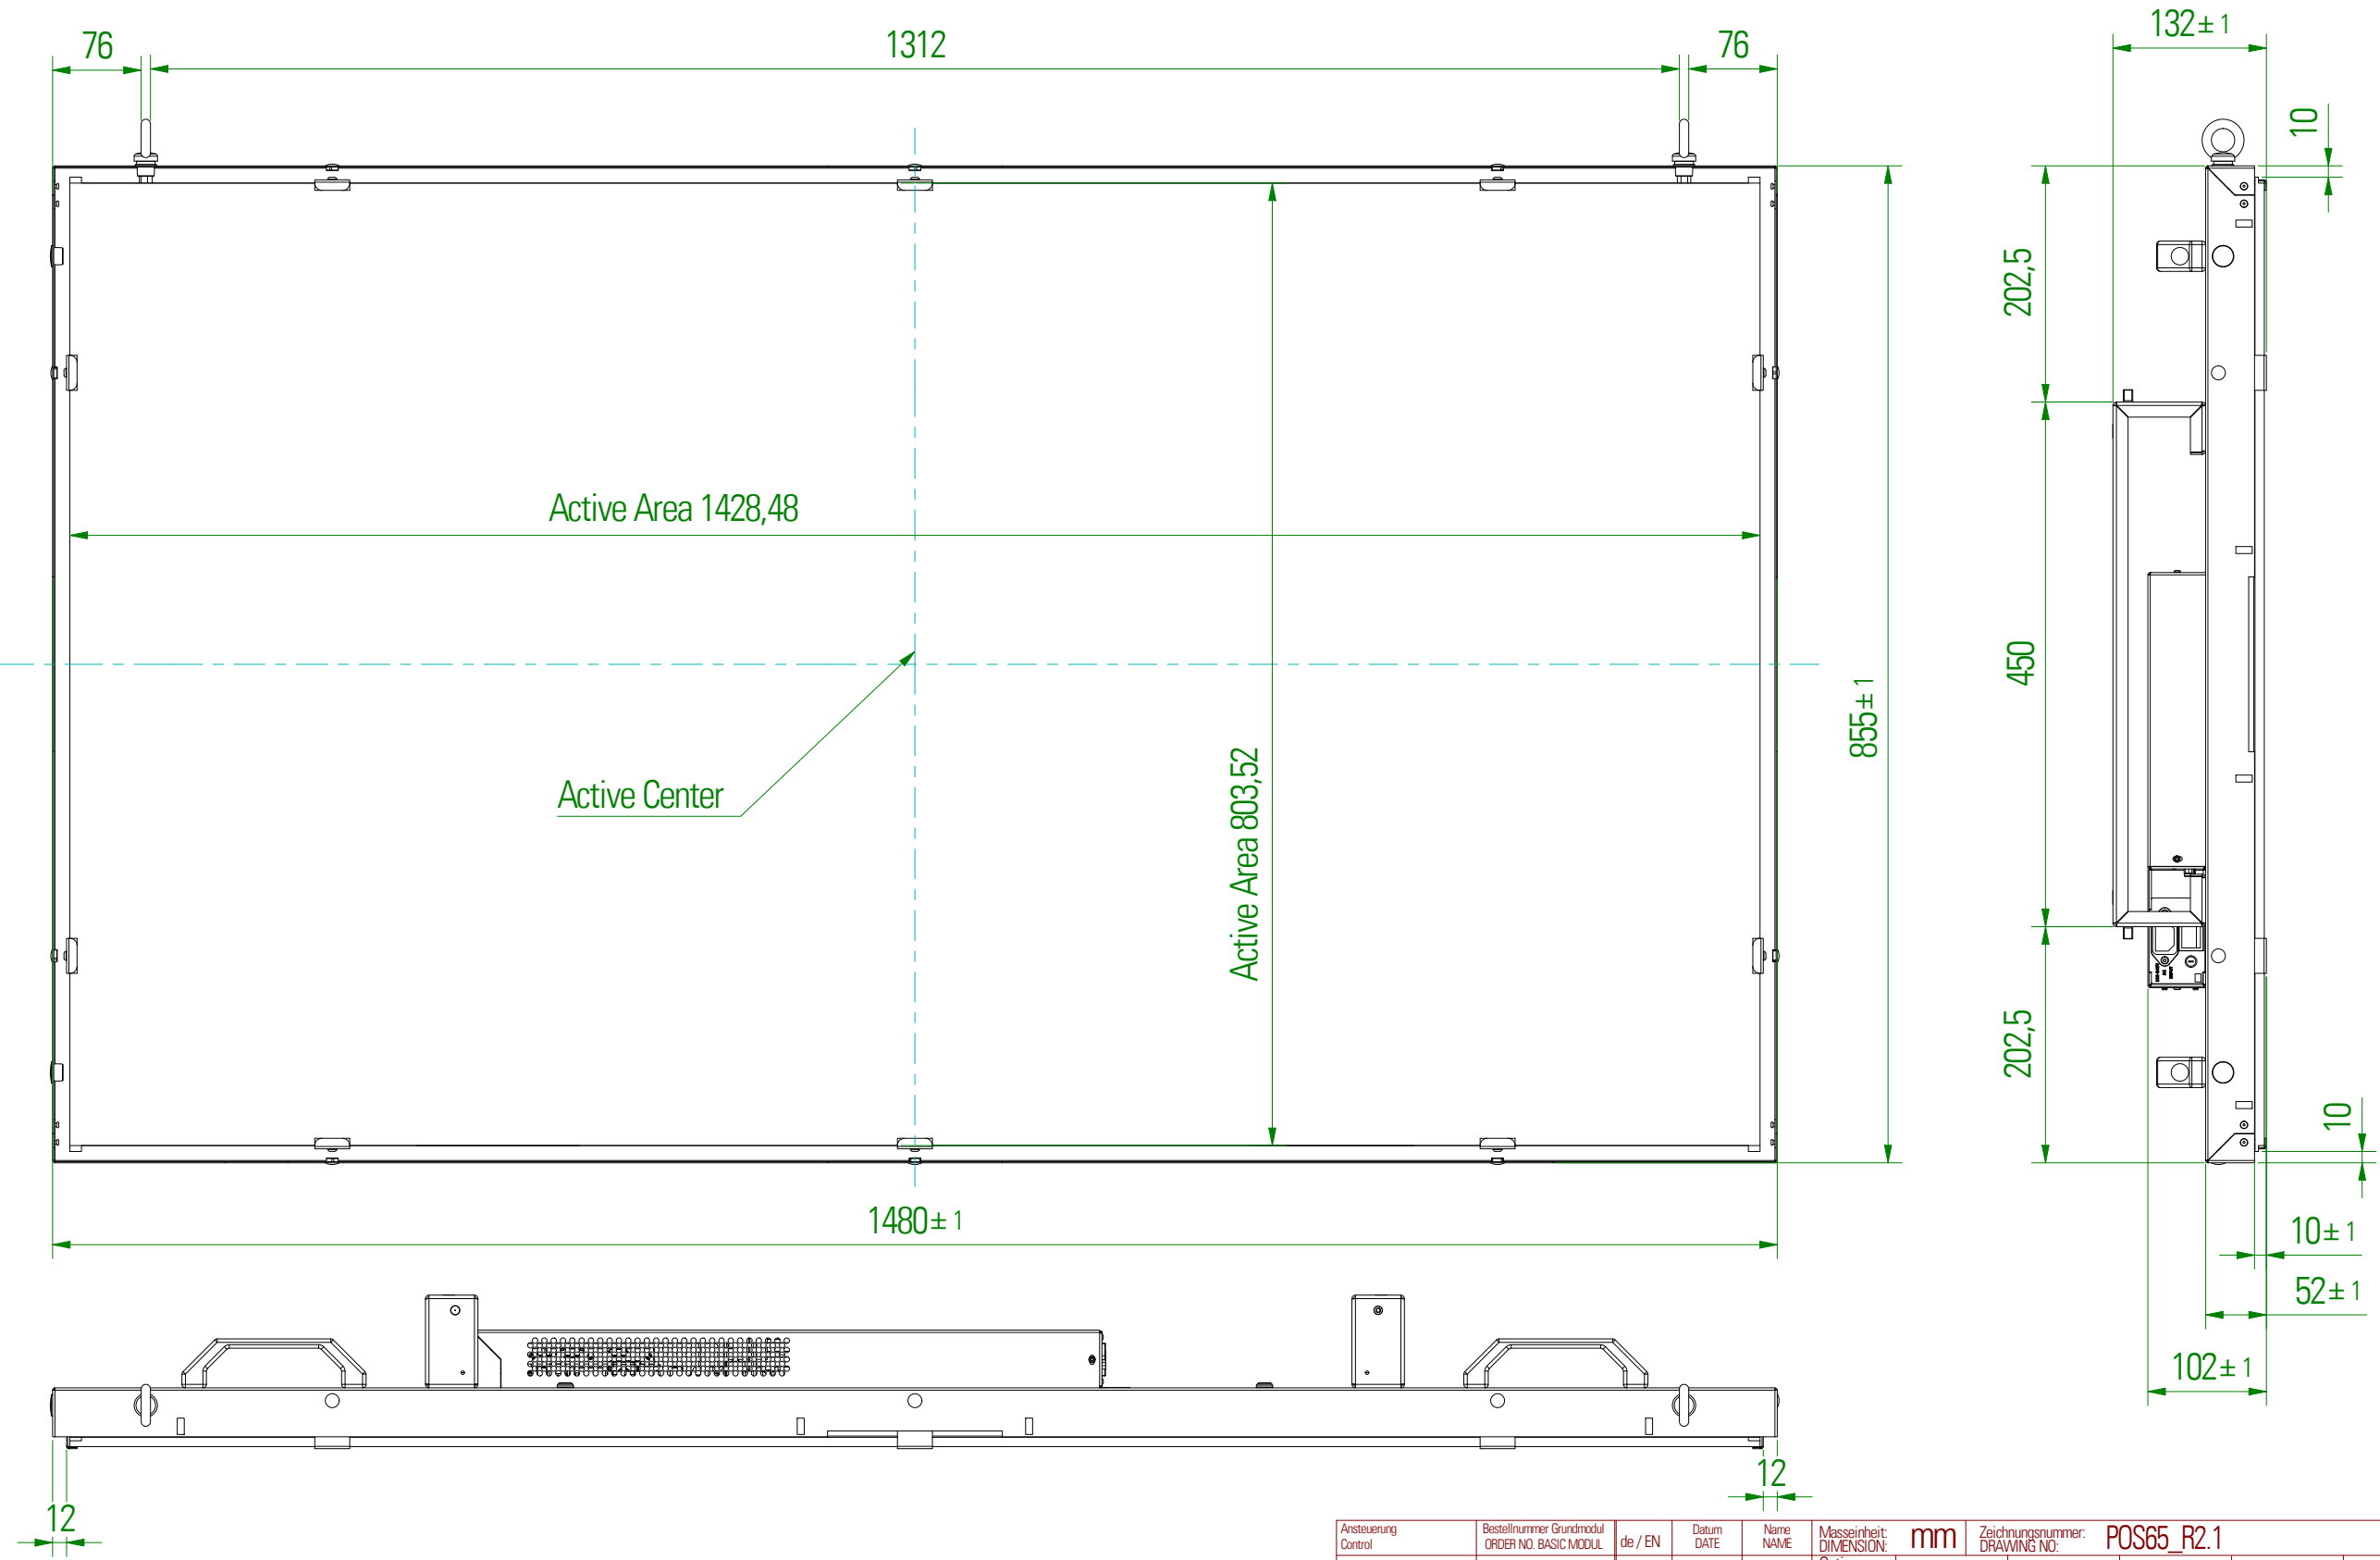 76
1312
76
132± 1
10
202,5
Active Area 1428,48
450
855± 1
Active Area 803,52
Active Center
202,5
10
1480± 1
10± 1
52± 1
102± 1
12
12
Ansteuerung
Control
Bestellnummer Grundmodul
ORDER NO. BASIC MODUL
de / EN
Datum
DATE
Name
NAME
Masseinheit:
DIMENSION:
mm
Zeichnungsnummer:
DRAWING NO:
POS65_R2.1